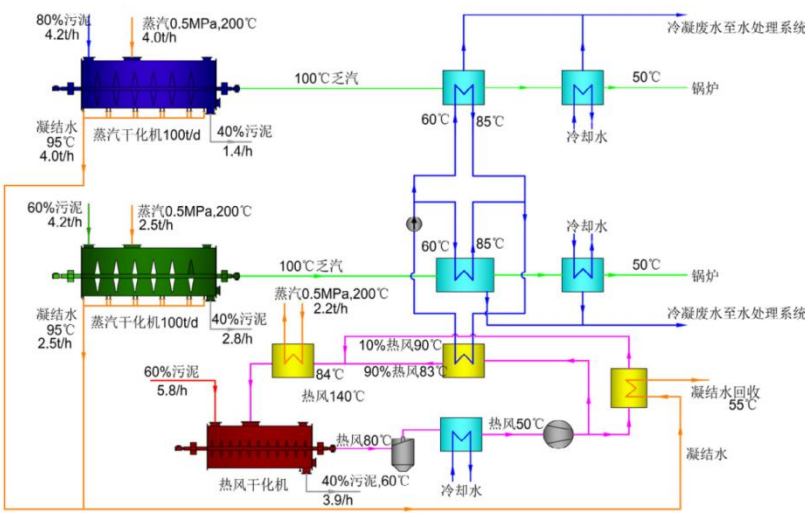 80%污泥
4.2t/h
蒸汽0.5MPa,200℃
4.0t/h
冷凝废水至水处理系统
100℃乏汽
50℃
锅炉
60℃
85℃
冷却水
凝结水
95℃
4.0t/h
蒸汽干化机100t/d
40%污泥
1.4t/h
60%污泥
4.2t/h
蒸汽0.5MPa,200℃
2.5t/h
60℃
85℃
冷却水
100℃乏汽
50℃
锅炉
凝结水
95℃
2.5t/h
蒸汽干化机100t/d
40%污泥
2.8t/h
蒸汽0.5MPa,200℃
2.2t/h
冷凝废水至水处理系统
10%热风90℃
84℃
90%热风83℃
热风140℃
60%污泥
5.8/h
凝结水回收
55℃
热风80℃
热风50℃
凝结水
热风干化机
40%污泥,60℃
3.9/h
冷却水